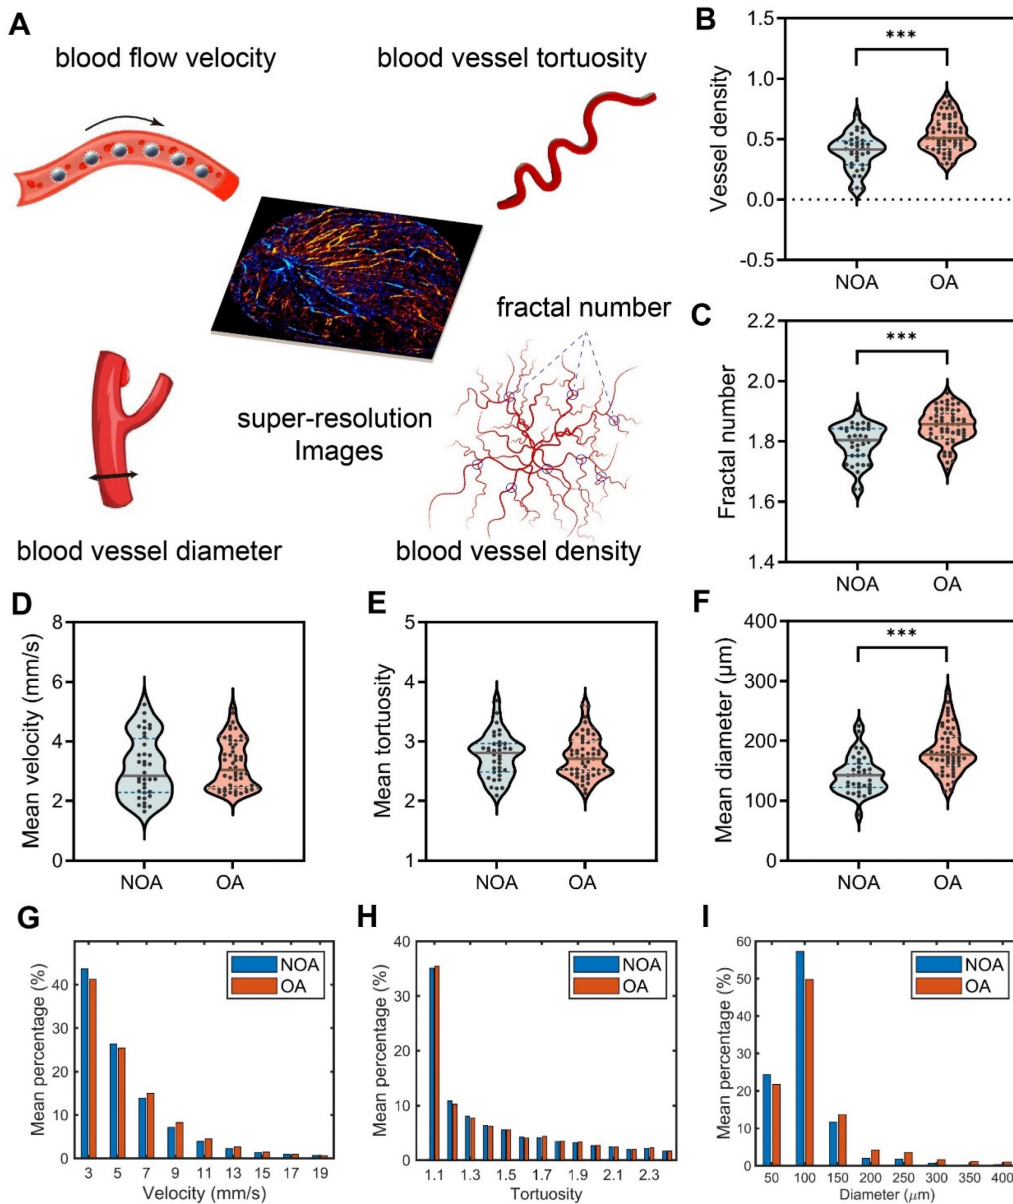 A
blood flow velocity
blood vessel tortuosity
fractal number
super-resolution
Images
blood vessel diameter
blood vessel density
B
***
1.5
1.0
0.5
0.0
-0.5
Vessel density
NOA OA
C
***
2.2
2.0
1.8
1.6
1.4
Fractal number
NOA OA
D
8
6
4
2
0
Mean velocity (mm/s)
NOA OA
E
5
4
3
2
1
Mean tortuosity
NOA OA
F
***
400
300
200
100
0
Mean diameter (µm)
NOA OA
G
NOA
OA
40
30
20
10
0
Mean percentage (%)
3 5 7 9 11 13 15 17 19
Velocity (mm/s)
H
NOA
OA
40
30
20
10
0
Mean percentage (%)
1.1 1.3 1.5 1.7 1.9 2.1 2.3
Tortuosity
I
NOA
OA
60
50
40
30
20
10
0
Mean percentage (%)
50 100 150 200 250 300 350 400
Diameter (µm)